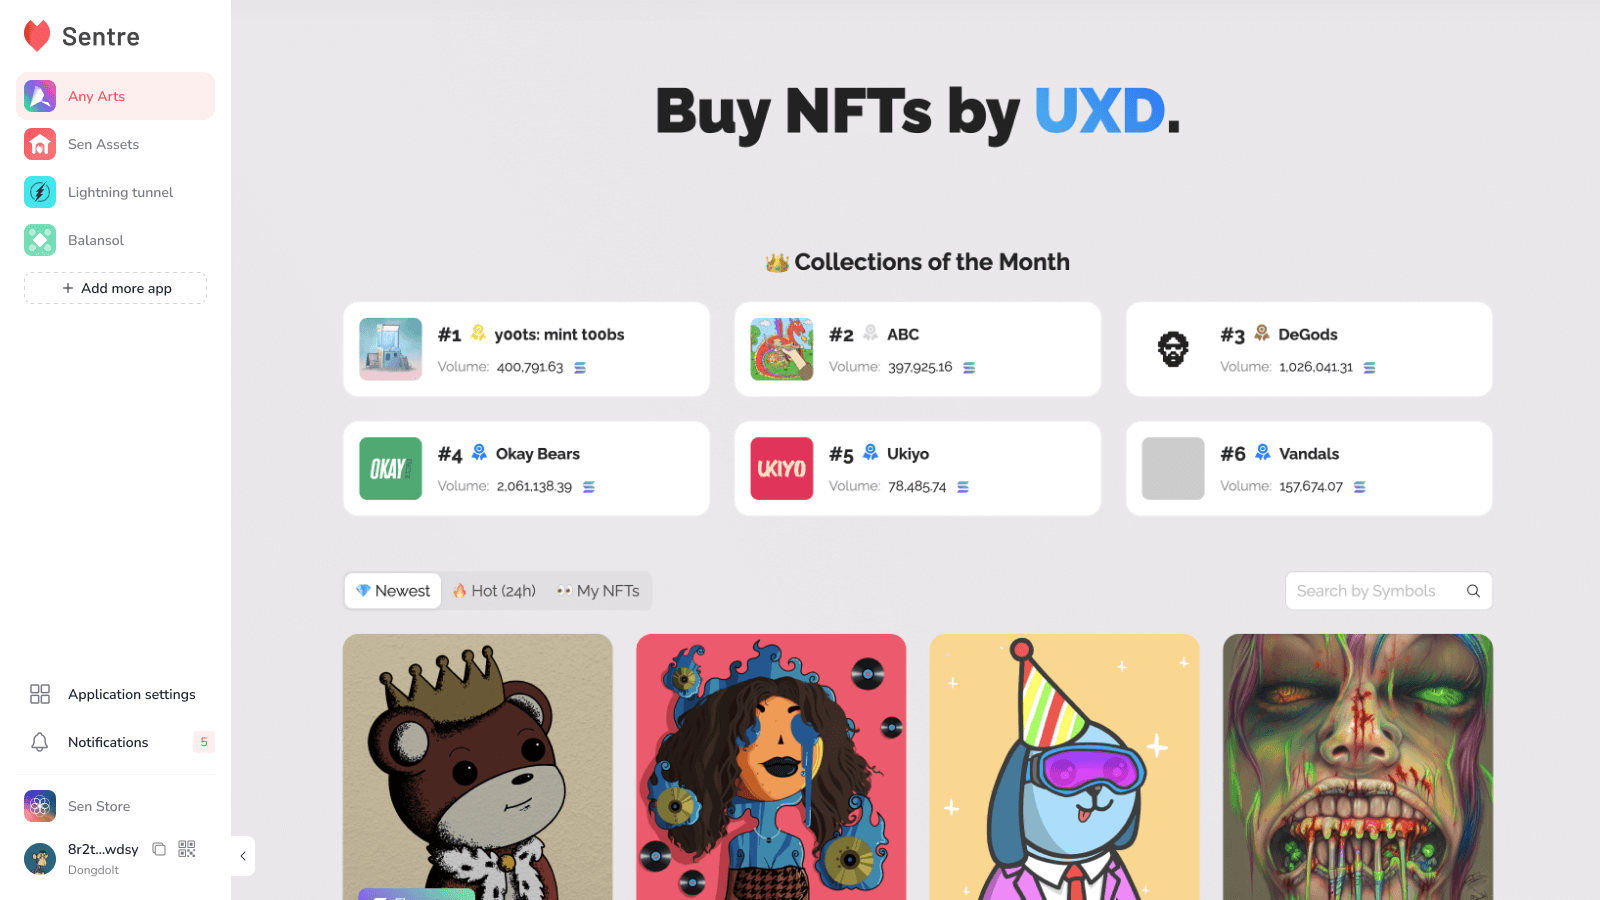 Sentre
Any Arts
Sen Assets
Lightning tunnel
Balansol
+ Add more app
Application settings
Notifications 5
Sen Store
8r2t...wdsy
Dongdolt
Buy NFTs by UXD.
Collections of the Month
#1 y00ts: mint t00bs
Volume: 400,791.63
#2 ABC
Volume: 397,925.16
#3 DeGods
Volume: 1,026,041.31
OKAY
#4 Okay Bears
Volume: 2,061,138.39
UKIYO
#5 Ukiyo
Volume: 78,485.74
#6 Vandals
Volume: 157,674.07
Newest
Hot (24h)
My NFTs
Search by Symbols